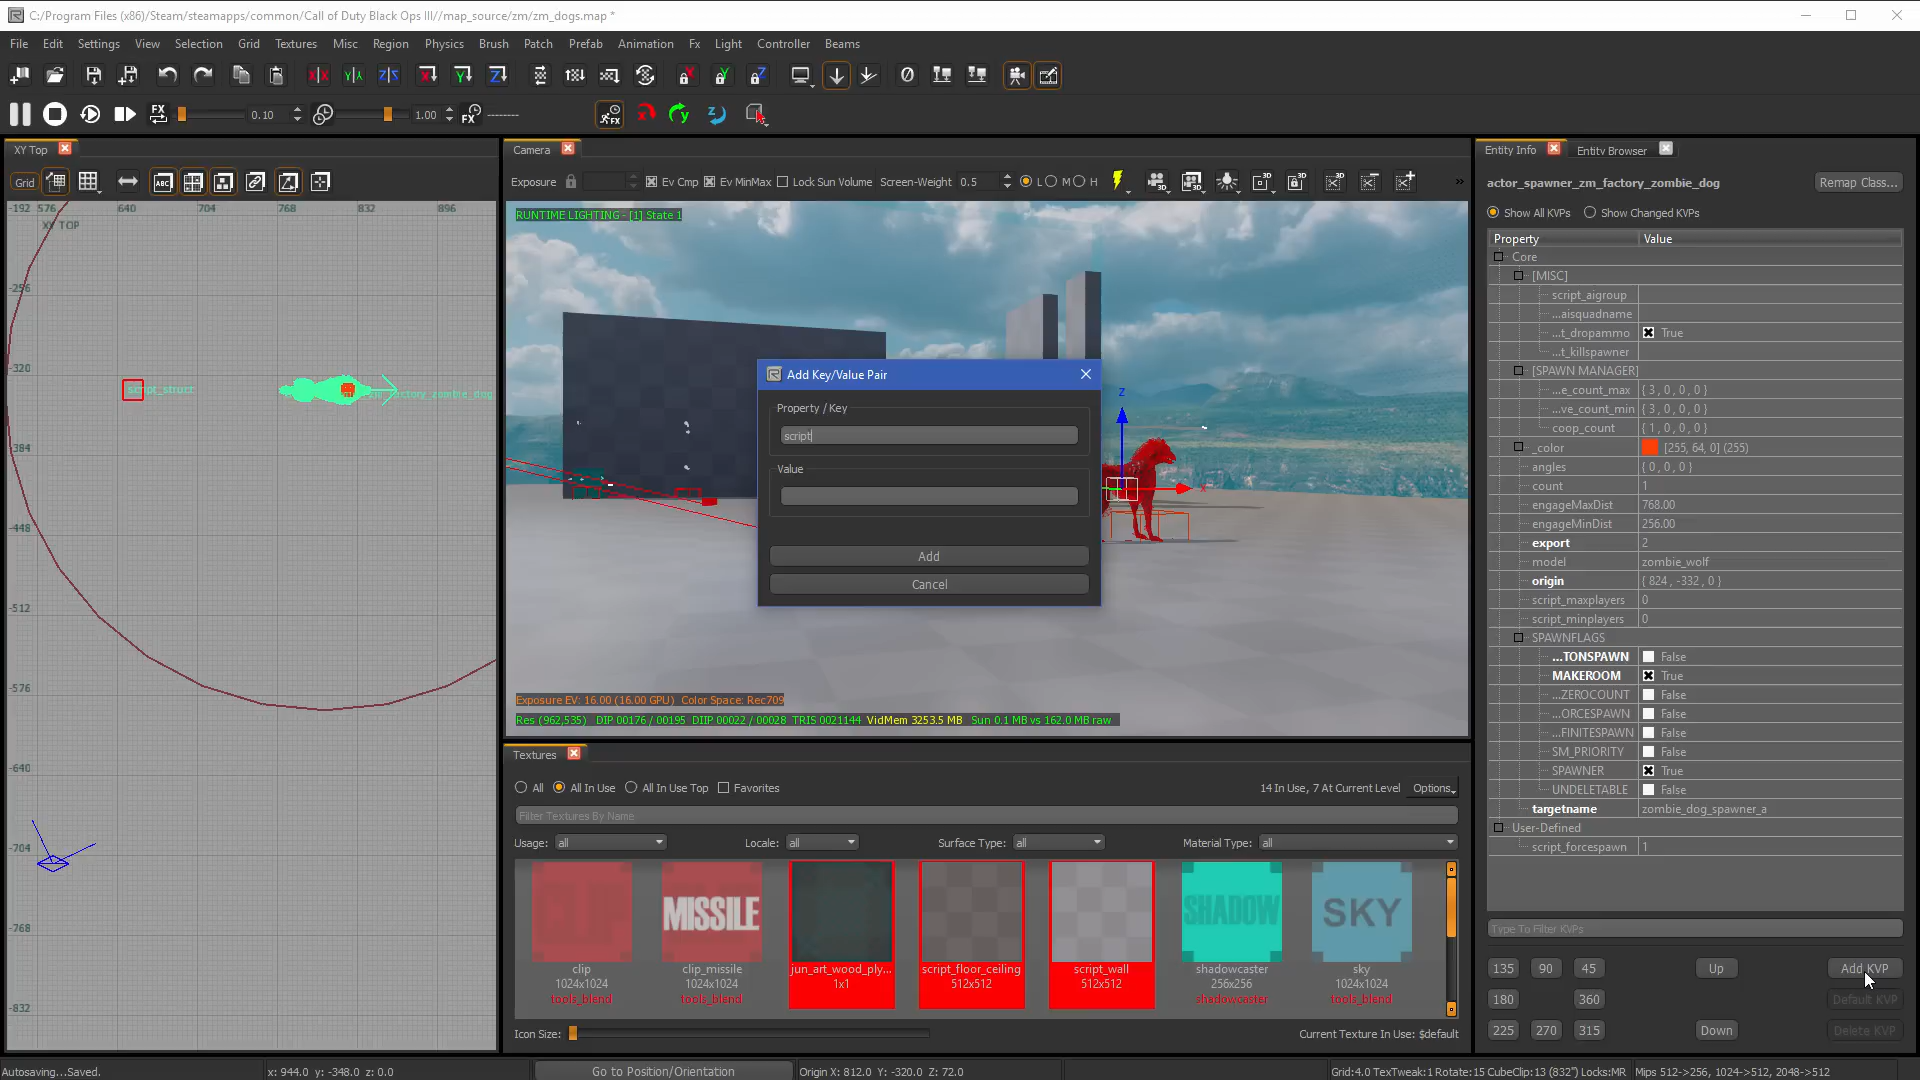 C:/Program Files (x86)/Steam/steamapps/common/Call of Duty Black Ops III//map_source/zm/zm_dogs.map *
File Edit Settings View Selection Grid Textures Misc Region Physics Brush Patch Prefab Animation Fx Light Controller Beams
FX 0.10 1.00 FX --------
XY Top
Camera
Entity Info
Entity Browser
Grid
Exposure Ev Cmp Ev MinMax Lock Sun Volume Screen-Weight 0.5 L M H
-192 576 640 704 768 832 896
XY TOP
-256
-320
-384
-448
-512
-576
-640
-704
-768
-832
script_struct
RUNTIME LIGHTING - [1] State 1
Add Key/Value Pair
Property / Key
script
Value
Add
Cancel
Z
x
Exposure EV: 16.00 (16.00 GPU) Color Space: Rec709
Res (962,535) DIP 00176 / 00195 DIIP 00022 / 00028 TRIS 0021144 VidMem 3253.5 MB Sun 0.1 MB vs 162.0 MB raw
actor_spawner_zm_factory_zombie_dog
Remap Class...
Show All KVPs Show Changed KVPs
Property Value
Core
[MISC]
script_aigroup
...aisquadname
...t_dropammo True
...t_killspawner
[SPAWN MANAGER]
...e_count_max { 3 , 0 , 0 , 0 }
...ve_count_min { 3 , 0 , 0 , 0 }
coop_count { 1 , 0 , 0 , 0 }
_color [255, 64, 0] (255)
angles { 0 , 0 , 0 }
count 1
engageMaxDist 768.00
engageMinDist 256.00
export 2
model zombie_wolf
origin { 824 , -332 , 0 }
script_maxplayers 0
script_minplayers 0
SPAWNFLAGS
...TONSPAWN False
MAKEROOM True
...ZEROCOUNT False
...ORCESPAWN False
...FINITESPAWN False
SM_PRIORITY False
SPAWNER True
UNDELETABLE False
targetname zombie_dog_spawner_a
User-Defined
script_forcespawn 1
Type To Filter KVPs
135 90 45 Up Add KVP
180 360 Default KVP
225 270 315 Down Delete KVP
Textures
All All In Use All In Use Top Favorites 14 In Use, 7 At Current Level Options
Filter Textures By Name
Usage: all Locale: all Surface Type: all Material Type: all
CLIP MISSILE SHADOW SKY
clip clip_missile jun_art_wood_ply... script_floor_ceiling script_wall shadowcaster sky
1024x1024 1024x1024 1x1 512x512 512x512 256x256 1024x1024
tools_blend tools_blend shadowcaster tools_blend
Icon Size: Current Texture In Use: $default
Autosaving...Saved. x: 944.0 y: -348.0 z: 0.0 Go to Position/Orientation Origin X: 812.0 Y: -320.0 Z: 72.0 Grid:4.0 TexTweak:1 Rotate:15 CubeClip:13 (832") Locks:MR Mips 512->256, 1024->512, 2048->512